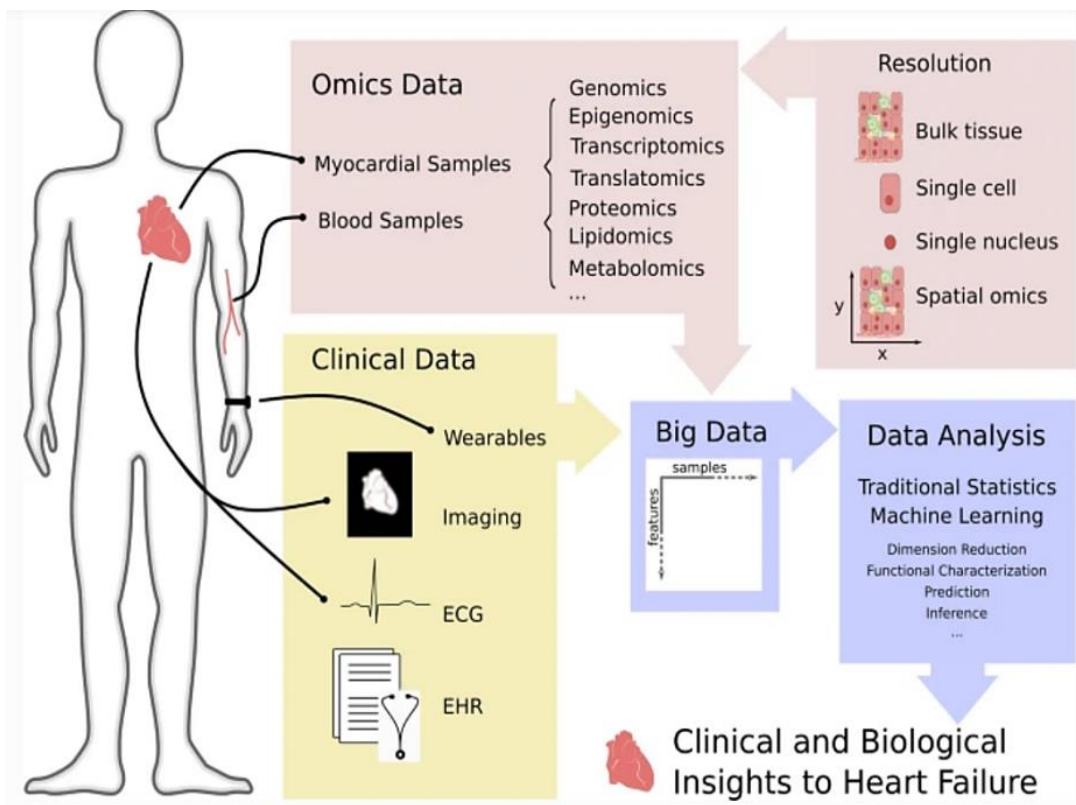 Omics Data
Myocardial Samples
Blood Samples
Genomics
Epigenomics
Transcriptomics
Translatomics
Proteomics
Lipidomics
Metabolomics
...
Resolution
Bulk tissue
Single cell
Single nucleus
Spatial omics
y
x
Clinical Data
Wearables
Imaging
ECG
EHR
Big Data
samples
features
Data Analysis
Traditional Statistics
Machine Learning
Dimension Reduction
Functional Characterization
Prediction
Inference
...
Clinical and Biological
Insights to Heart Failure